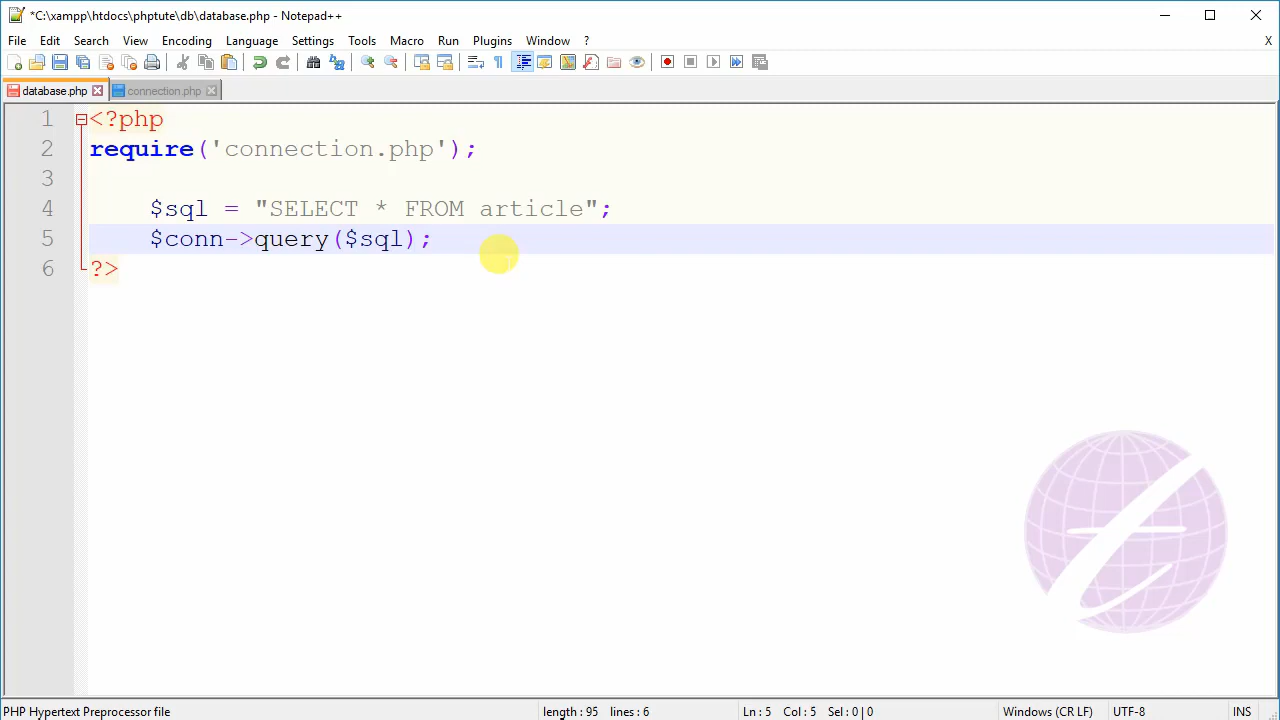 *C:\xampp\htdocs\phptute\db\database.php - Notepad++
File Edit Search View Encoding Language Settings Tools Macro Run Plugins Window ? X
database.php connection.php
1 <?php
2 require('connection.php');
3
4 $sql = "SELECT * FROM article";
5 $conn->query($sql);
6 ?>
PHP Hypertext Preprocessor file length : 95 lines : 6 Ln : 5 Col : 5 Sel : 0 | 0 Windows (CR LF) UTF-8 INS